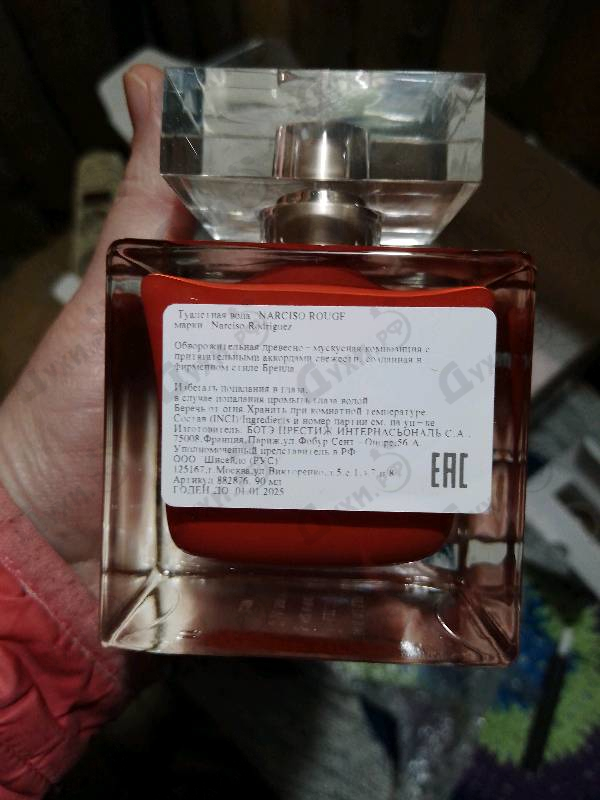 Туалетная вода "NARCISO ROUGE
марки Narciso Rodriguez
Обворожительная древесно - мускусная композиция с
притягательными аккордами свежести, созданная в
фирменном стиле Бренда
Избегать попадания в глаза,
в случае попадания промыть глаза водой
Беречь от огня Хранить при комнатной температуре
Состав (INCI)/Ingredients и номер партии см. на уп - ке
Изготовитель: БОТЭ ПРЕСТИЖ ИНТЕРНАСЬОНАЛЬ С.А.,
75008,Франция,Париж,ул.Фобур Сент - Оноре,56 А.
Уполномоченный представитель в РФ
ООО "Шисейдо (РУС)
125167,г. Москва,ул.Викторенко,д.5,с.1,
Артикул 882876, 90 мл
ГОДЕН ДО 01.01.2025
EAC
Духи.РФ